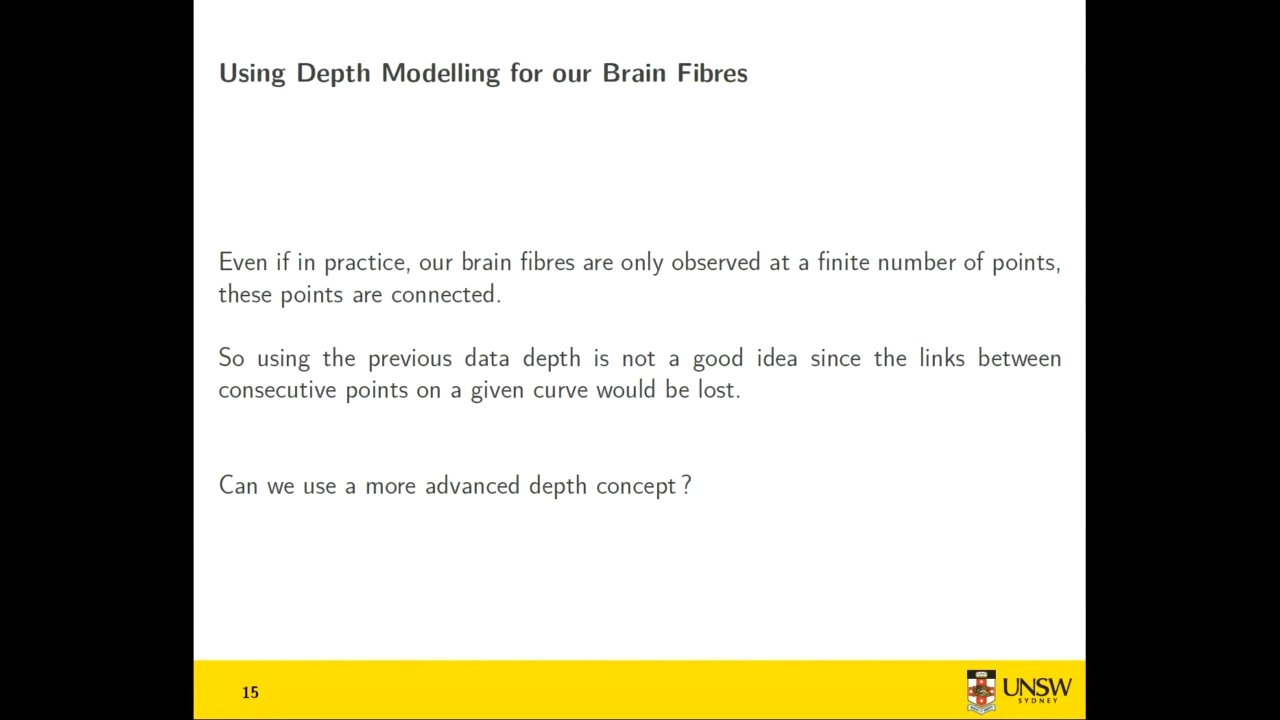 Using Depth Modelling for our Brain Fibres
Even if in practice, our brain fibres are only observed at a finite number of points,
these points are connected.
So using the previous data depth is not a good idea since the links between
consecutive points on a given curve would be lost.
Can we use a more advanced depth concept ?
15
UNSW
SYDNEY